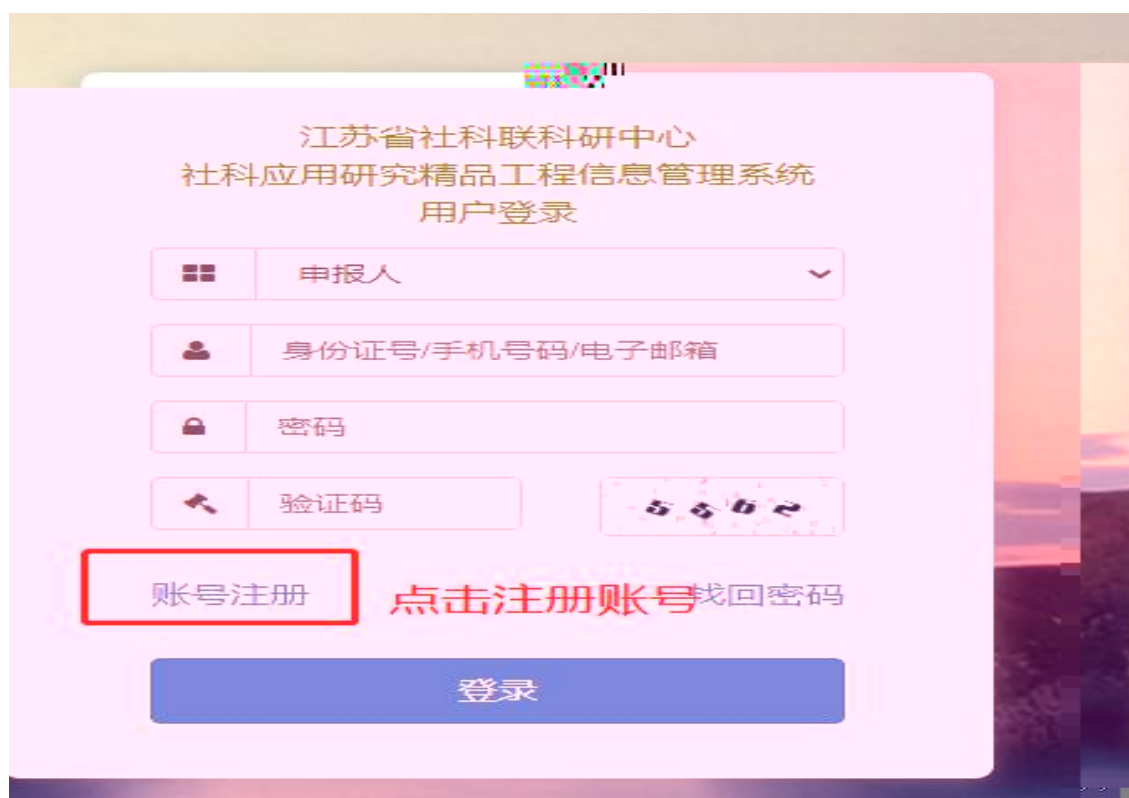 江苏省社科联科研中心
社科应用研究精品工程信息管理系统
用户登录
申报人
身份证号/手机号码/电子邮箱
密码
验证码
5562
账号注册
点击注册账号
找回密码
登录